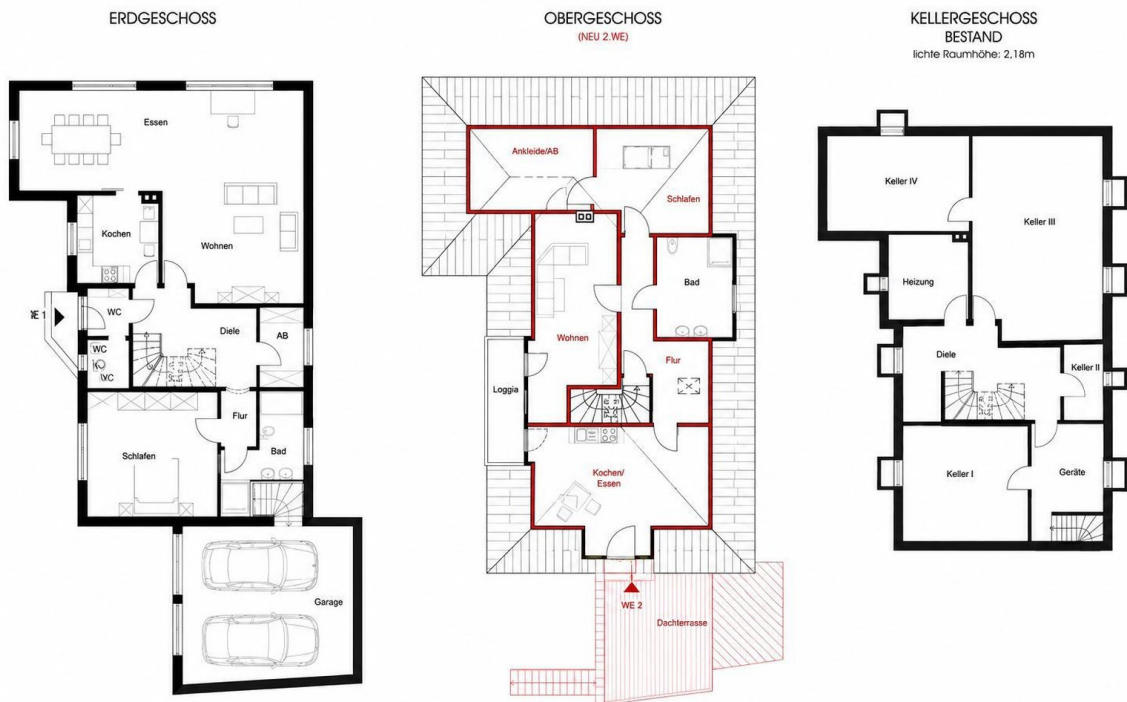 ERDGESCHOSS
Essen
Kochen
Wohnen
WC
Diele
AB
WC
WC
Flur
Schlafen
Bad
Garage
OBERGESCHOSS
(NEU 2.WE)
Ankleide/AB
Schlafen
Bad
Wohnen
Flur
Loggia
Kochen/
Essen
WE 2
Dachterrasse
KELLERGESCHOSS
BESTAND
lichte Raumhöhe: 2,18m
Keller IV
Keller III
Heizung
Diele
Keller II
Keller I
Geräte